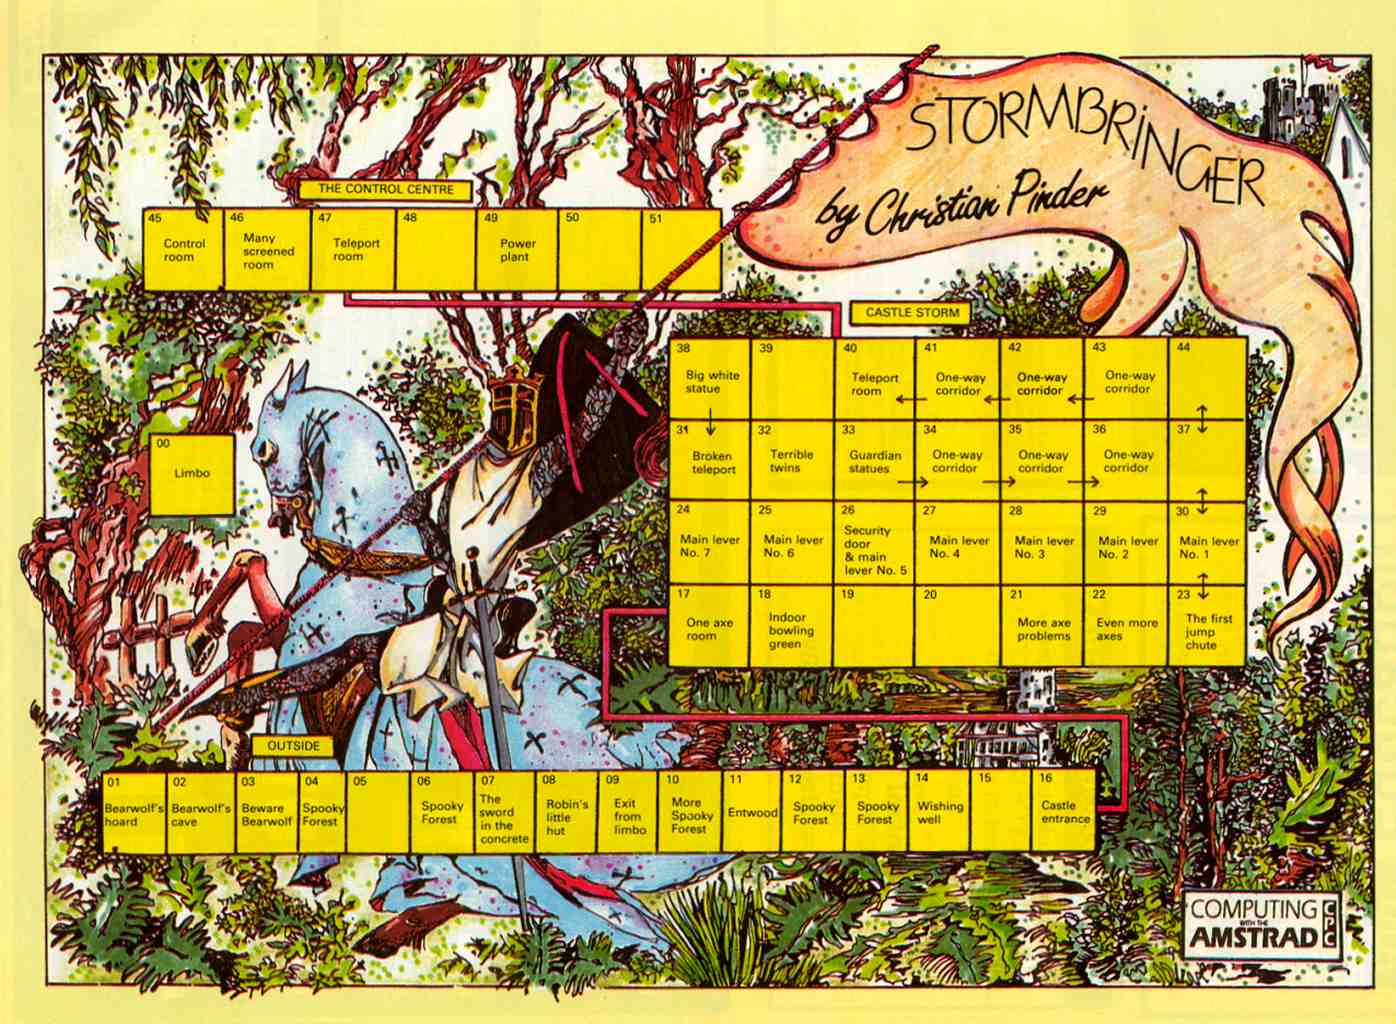 STORMBRINGER
by Christian Pinder
THE CONTROL CENTRE
45
Control
room
46
Many
screened
room
47
Teleport
room
48
49
Power
plant
50
51
CASTLE STORM
38
Big white
statue
39
40
Teleport
room
41
One-way
corridor
42
One-way
corridor
43
One-way
corridor
44
31
Broken
teleport
32
Terrible
twins
33
Guardian
statues
34
One-way
corridor
35
One-way
corridor
36
One-way
corridor
37
00
Limbo
24
Main lever
No. 7
25
Main lever
No. 6
26
Security
door
& main
lever No. 5
27
Main lever
No. 4
28
Main lever
No. 3
29
Main lever
No. 2
30
Main lever
No. 1
17
One axe
room
18
Indoor
bowling
green
19
20
21
More axe
problems
22
Even more
axes
23
The first
jump
chute
OUTSIDE
01
Bearwolf's
hoard
02
Bearwolf's
cave
03
Beware
Bearwolf
04
Spooky
Forest
05
06
Spooky
Forest
07
The
sword
in the
concrete
08
Robin's
little
hut
09
Exit
from
limbo
10
More
Spooky
Forest
11
Entwood
12
Spooky
Forest
13
Spooky
Forest
14
Wishing
well
15
16
Castle
entrance
COMPUTING
WITH THE
AMSTRAD
CPC